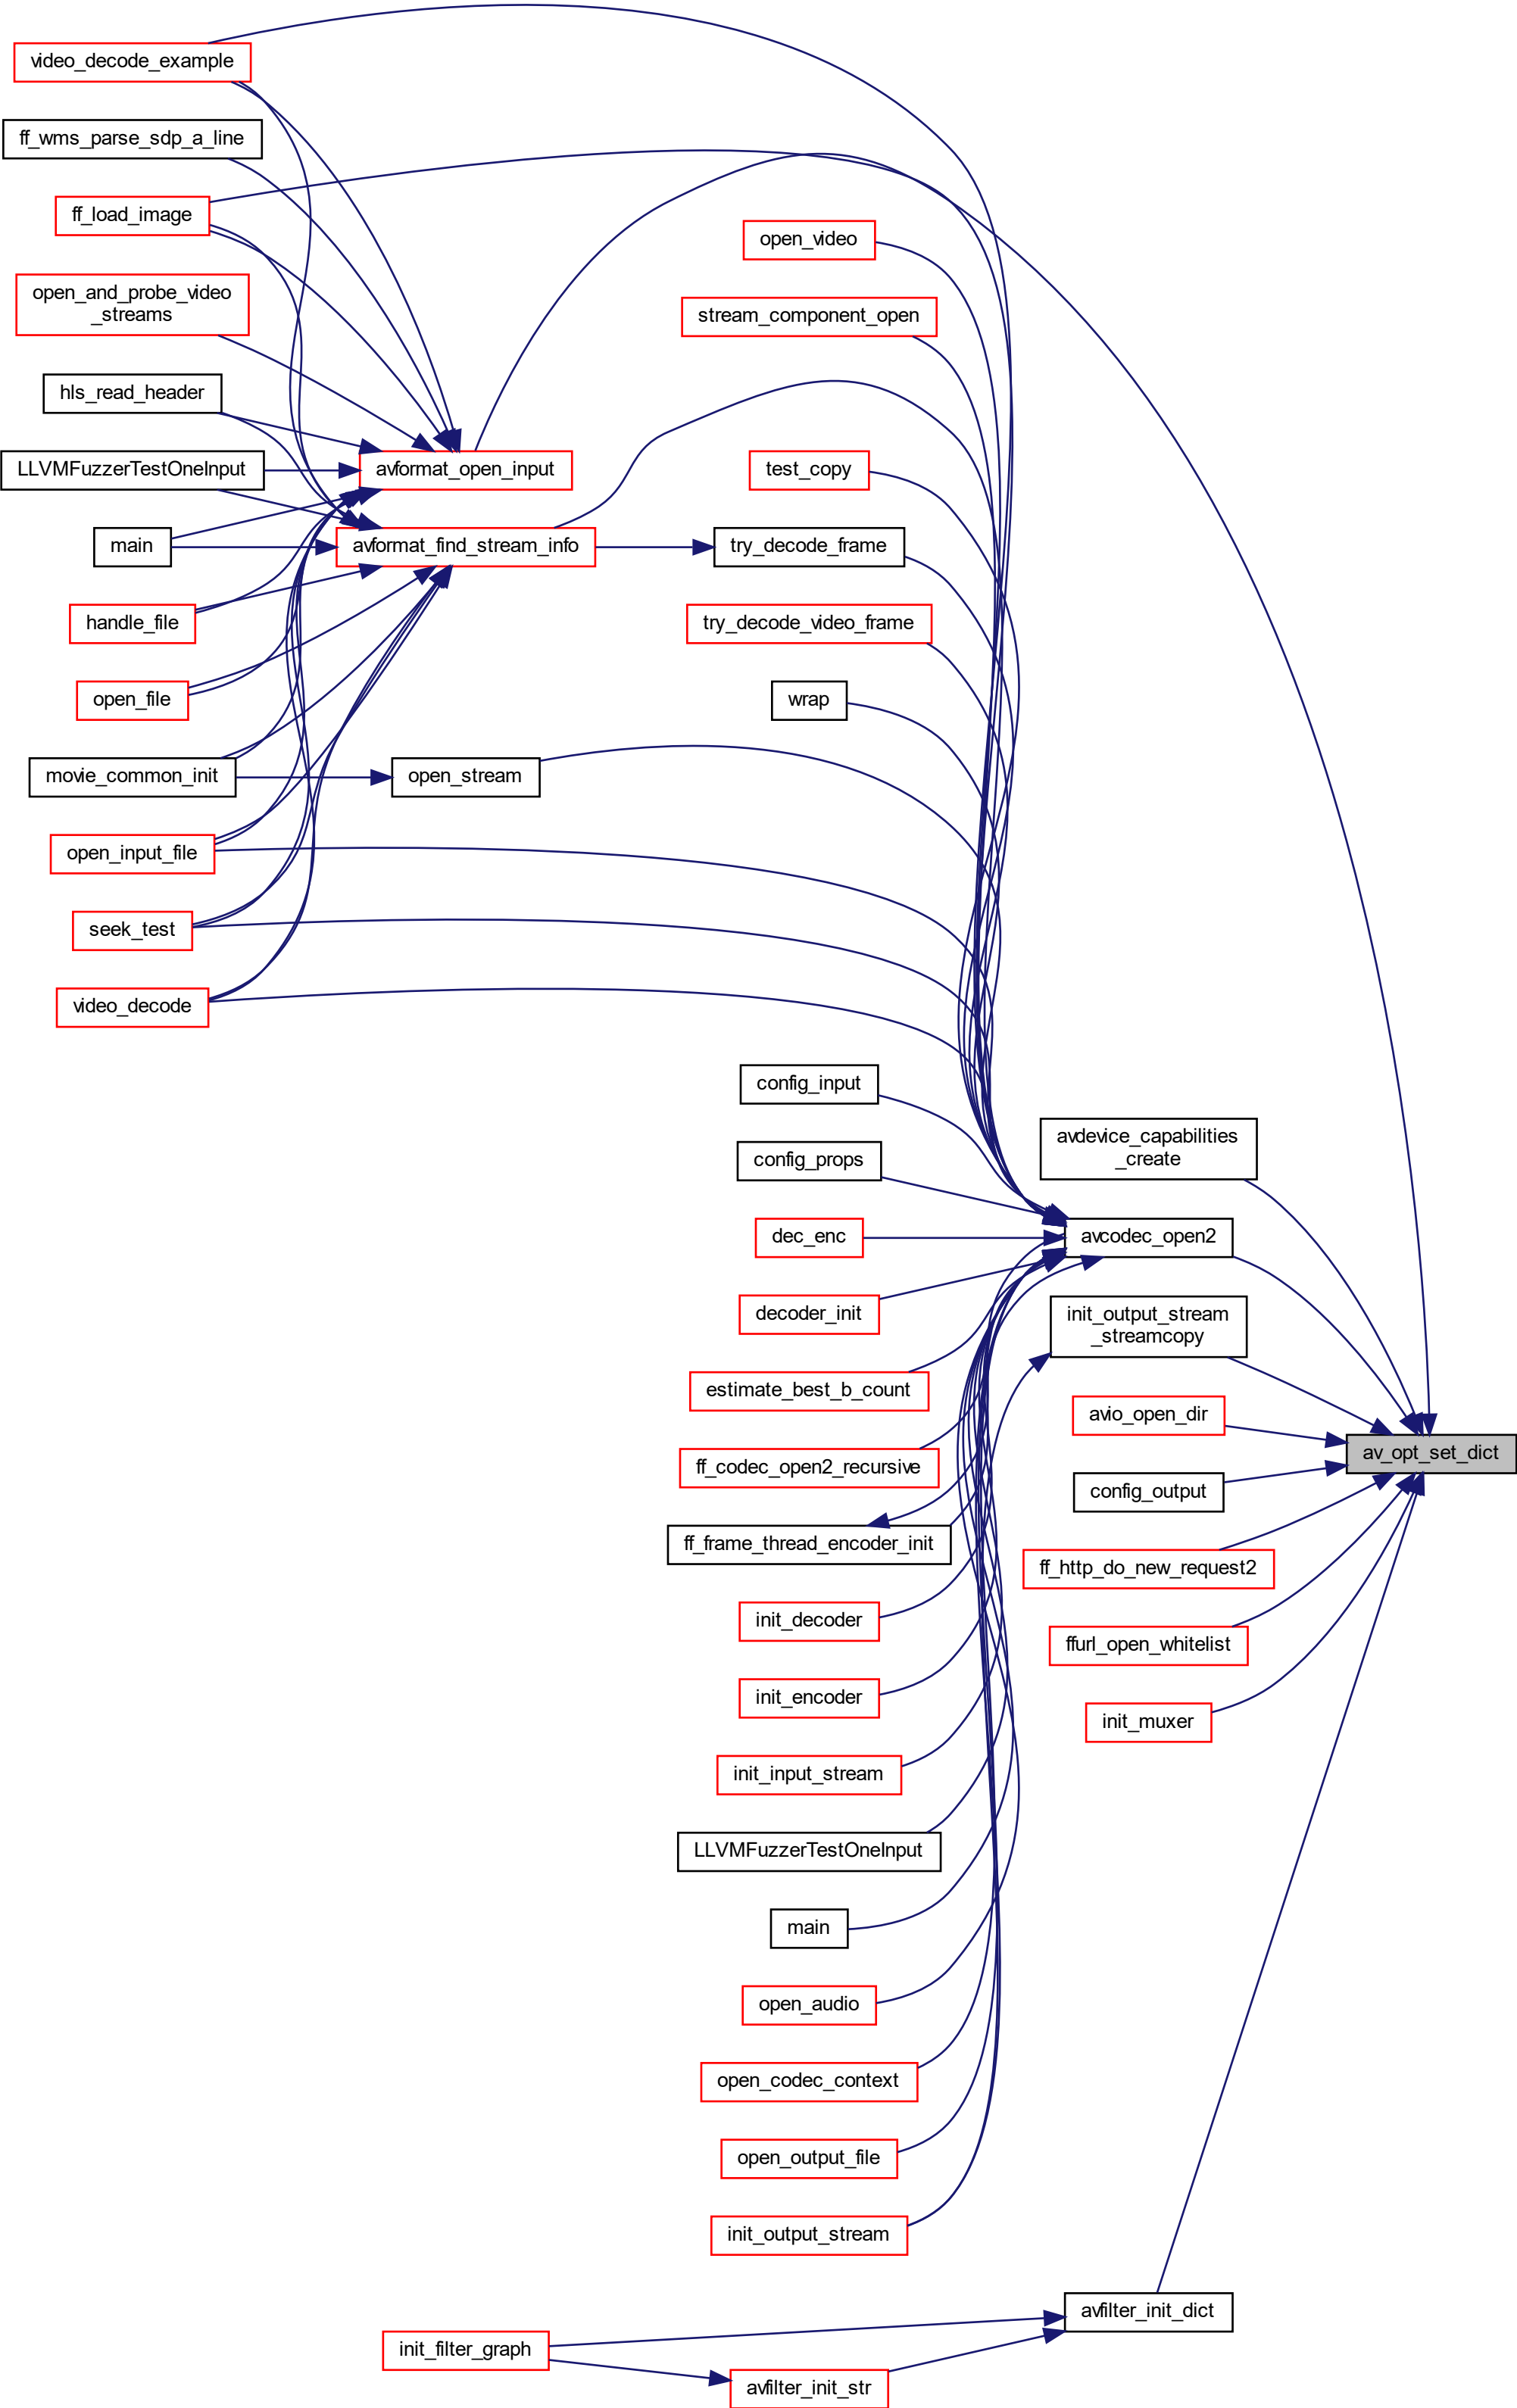 video_decode_example
ff_wms_parse_sdp_a_line
ff_load_image
open_video
open_and_probe_video
_streams
stream_component_open
hls_read_header
LLVMFuzzerTestOneInput
avformat_open_input
test_copy
main
avformat_find_stream_info
try_decode_frame
handle_file
try_decode_video_frame
open_file
wrap
movie_common_init
open_stream
open_input_file
seek_test
video_decode
config_input
avdevice_capabilities
_create
config_props
dec_enc
avcodec_open2
decoder_init
init_output_stream
_streamcopy
estimate_best_b_count
avio_open_dir
av_opt_set_dict
ff_codec_open2_recursive
config_output
ff_frame_thread_encoder_init
ff_http_do_new_request2
init_decoder
ffurl_open_whitelist
init_encoder
init_muxer
init_input_stream
LLVMFuzzerTestOneInput
main
open_audio
open_codec_context
open_output_file
init_output_stream
avfilter_init_dict
init_filter_graph
avfilter_init_str